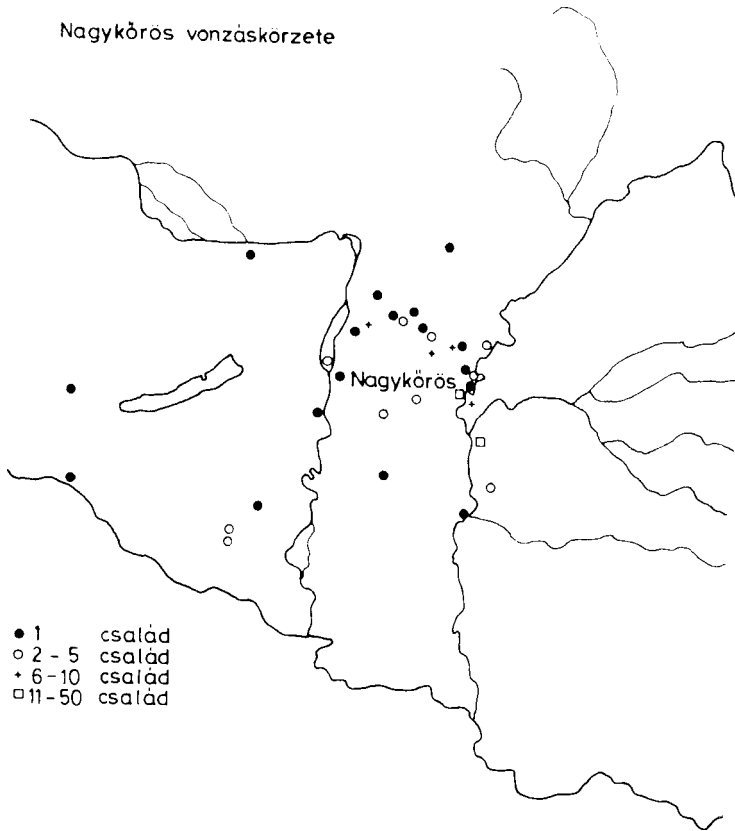 Nagykőrös vonzáskörzete
Nagykőrös
● 1 család
○ 2 - 5 család
+ 6-10 család
□ 11-50 család